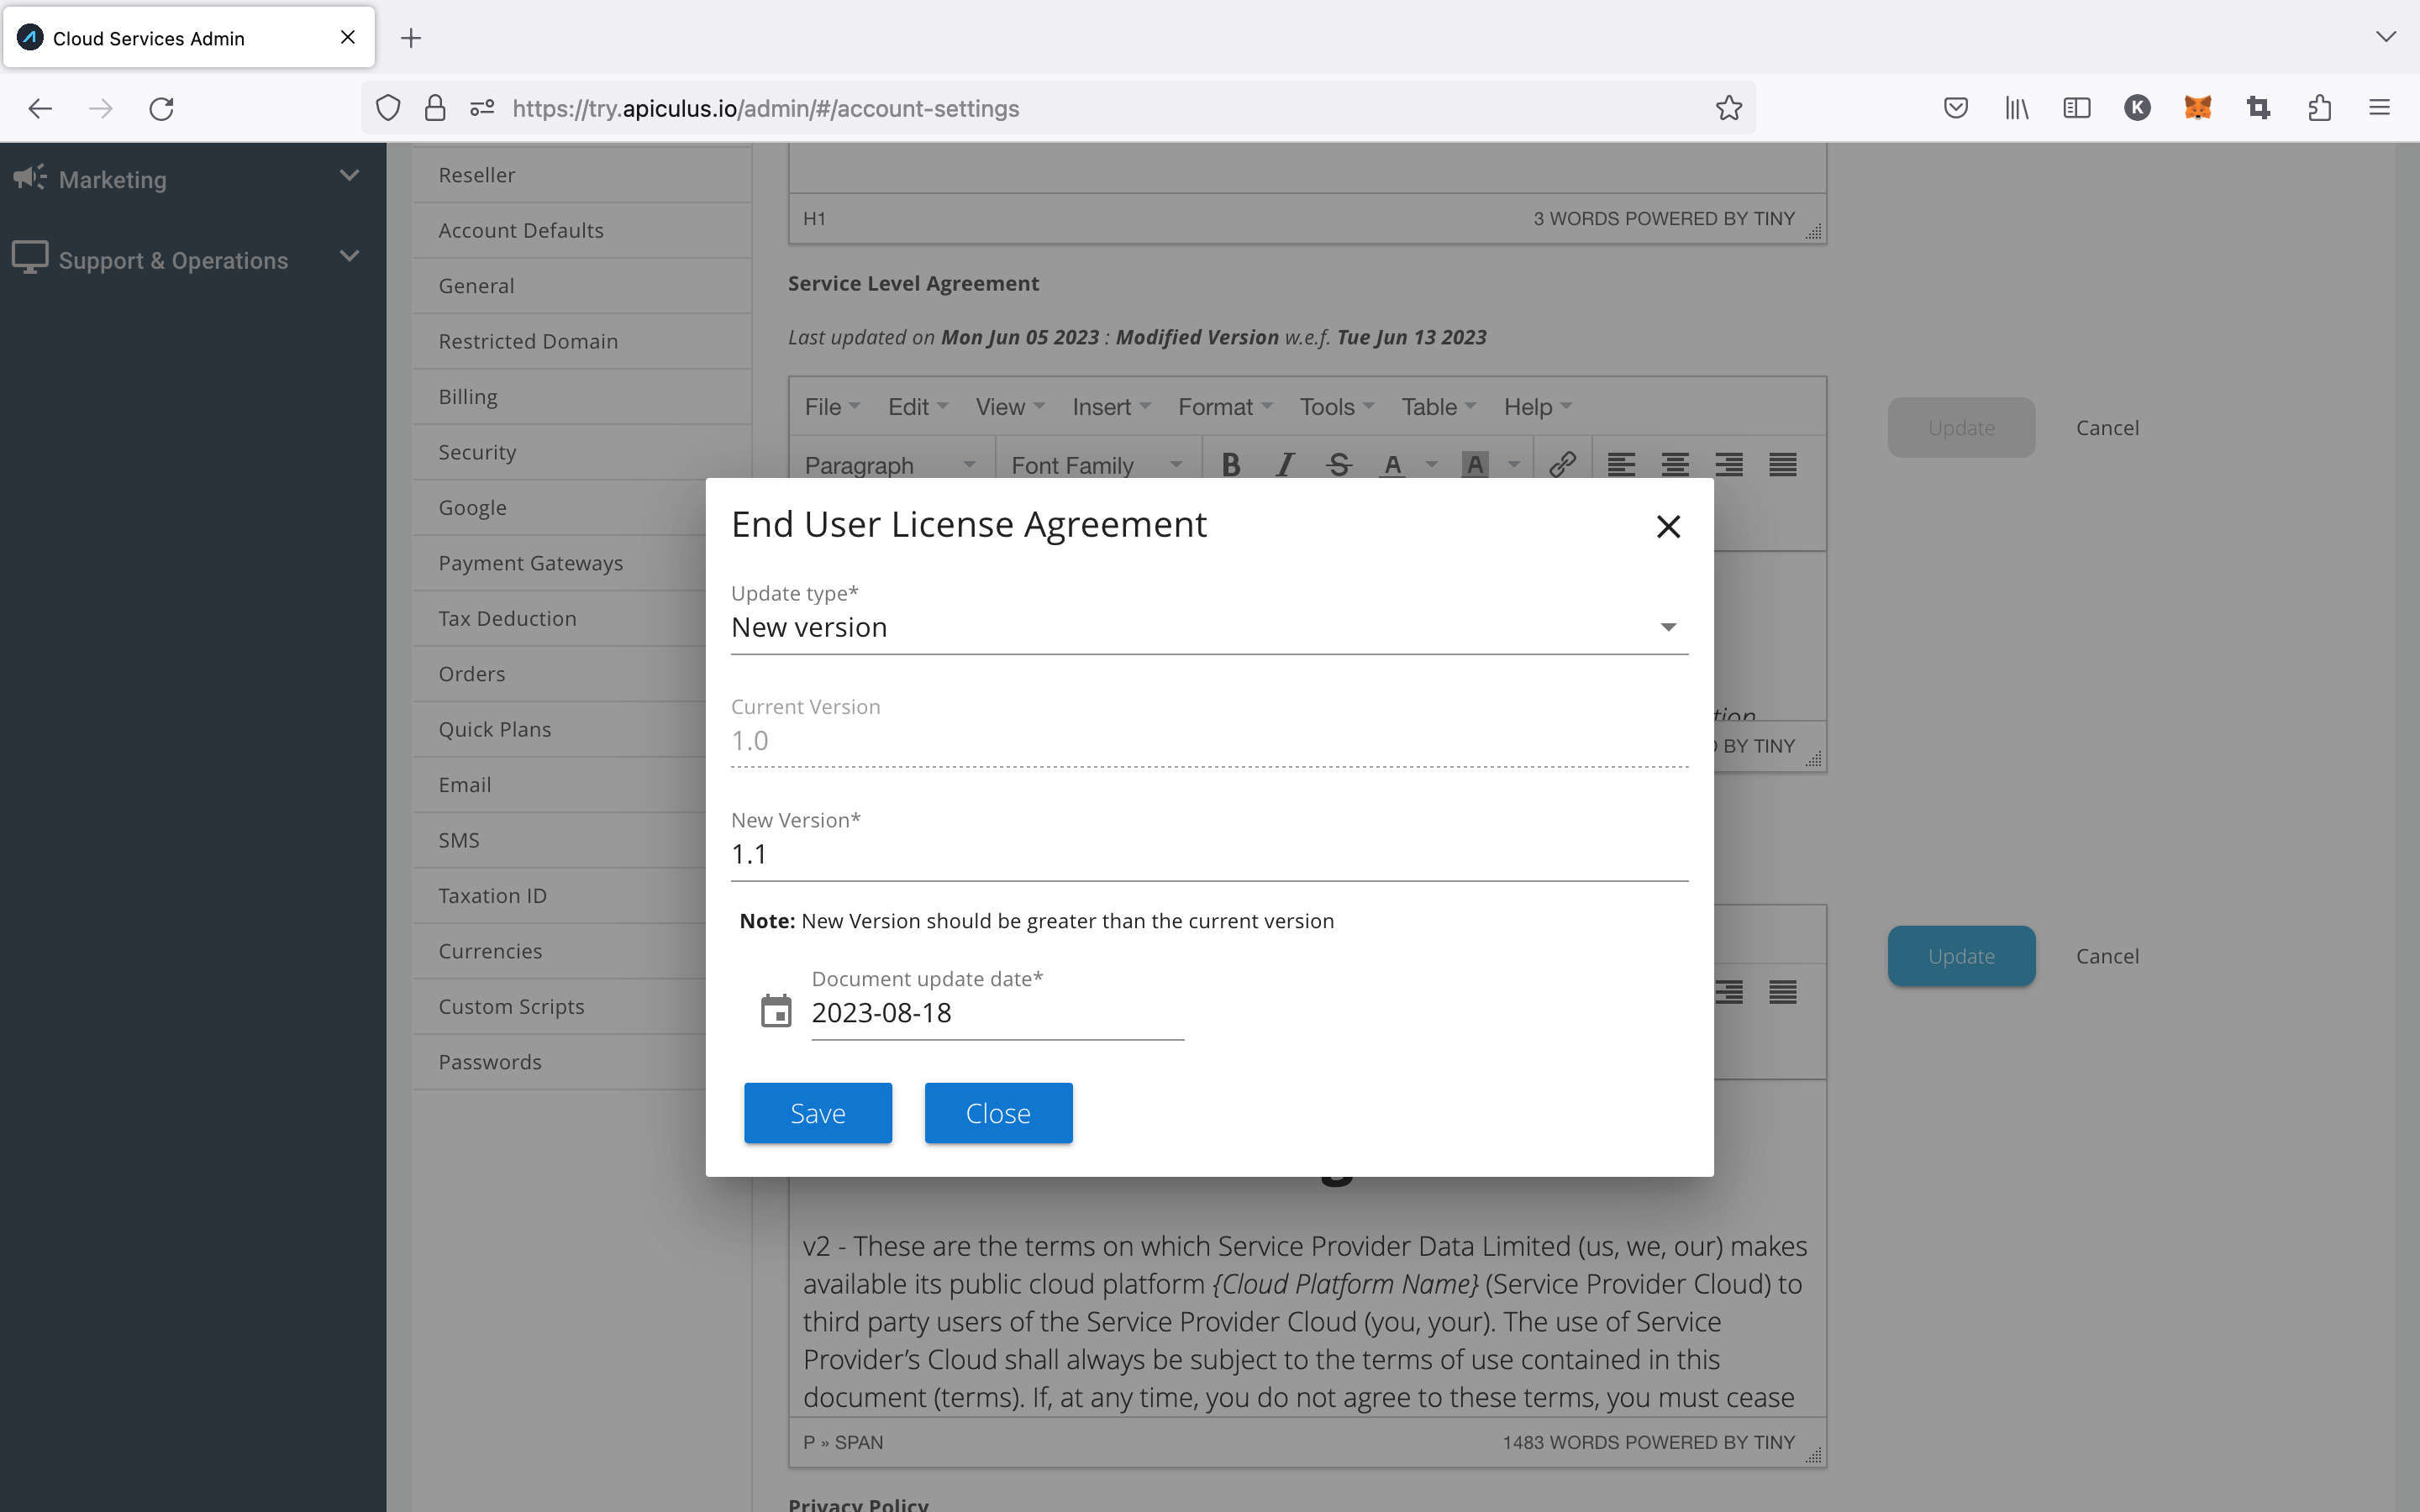 Cloud Services Admin
https://try.apiculus.io/admin/#/account-settings
K
Marketing
Support & Operations
Reseller
Account Defaults
General
Restricted Domain
Billing
Security
Google
Payment Gateways
Tax Deduction
Orders
Quick Plans
Email
SMS
Taxation ID
Currencies
Custom Scripts
Passwords
H1
3 WORDS POWERED BY TINY
Service Level Agreement
Last updated on Mon Jun 05 2023 : Modified Version w.e.f. Tue Jun 13 2023
File Edit View Insert Format Tools Table Help
Paragraph Font Family B I S A A
Update Cancel
End User License Agreement
Update type*
New version
Current Version
1.0
New Version*
1.1
Note: New Version should be greater than the current version
Document update date*
2023-08-18
Save Close
BY TINY
Update Cancel
v2 - These are the terms on which Service Provider Data Limited (us, we, our) makes
available its public cloud platform {Cloud Platform Name} (Service Provider Cloud) to
third party users of the Service Provider Cloud (you, your). The use of Service
Provider’s Cloud shall always be subject to the terms of use contained in this
document (terms). If, at any time, you do not agree to these terms, you must cease
P » SPAN
1483 WORDS POWERED BY TINY
Privacy Policy